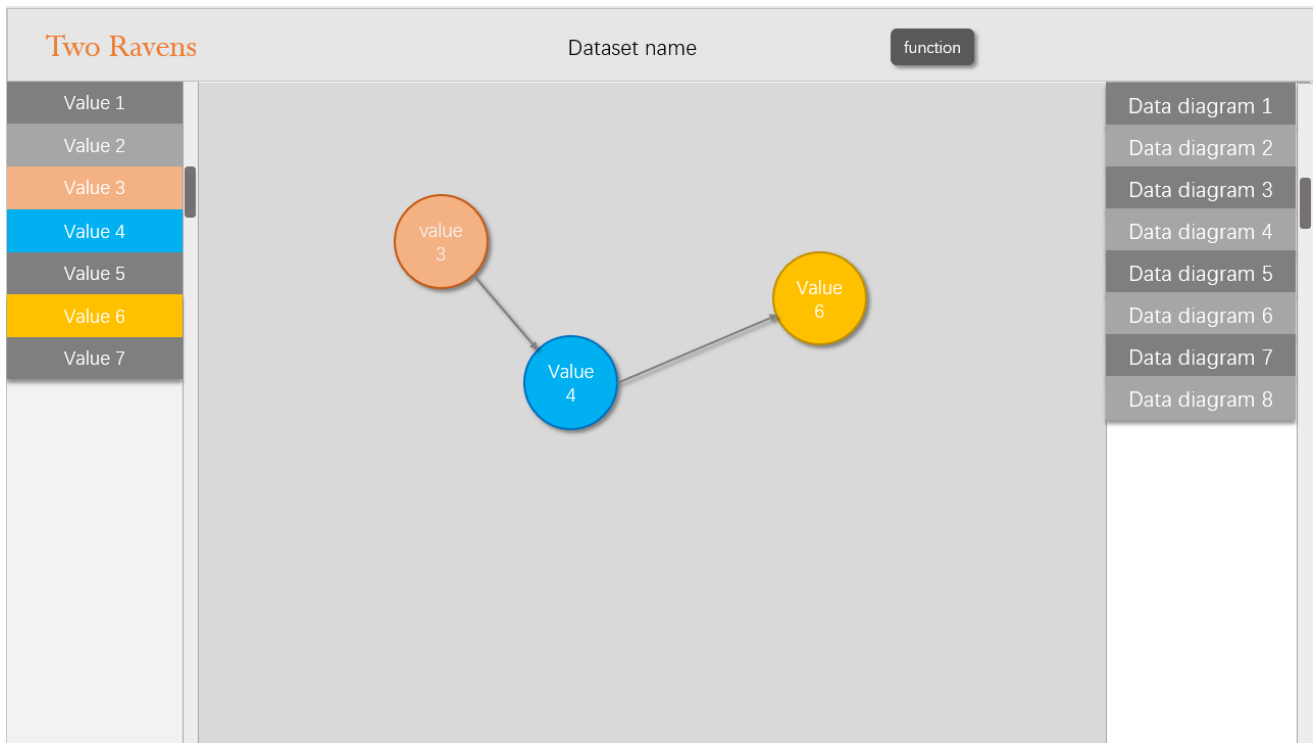 Two Ravens
Dataset name
function
Value 1
Value 2
Value 3
Value 4
Value 5
Value 6
Value 7
value
3
Value
4
Value
6
Data diagram 1
Data diagram 2
Data diagram 3
Data diagram 4
Data diagram 5
Data diagram 6
Data diagram 7
Data diagram 8